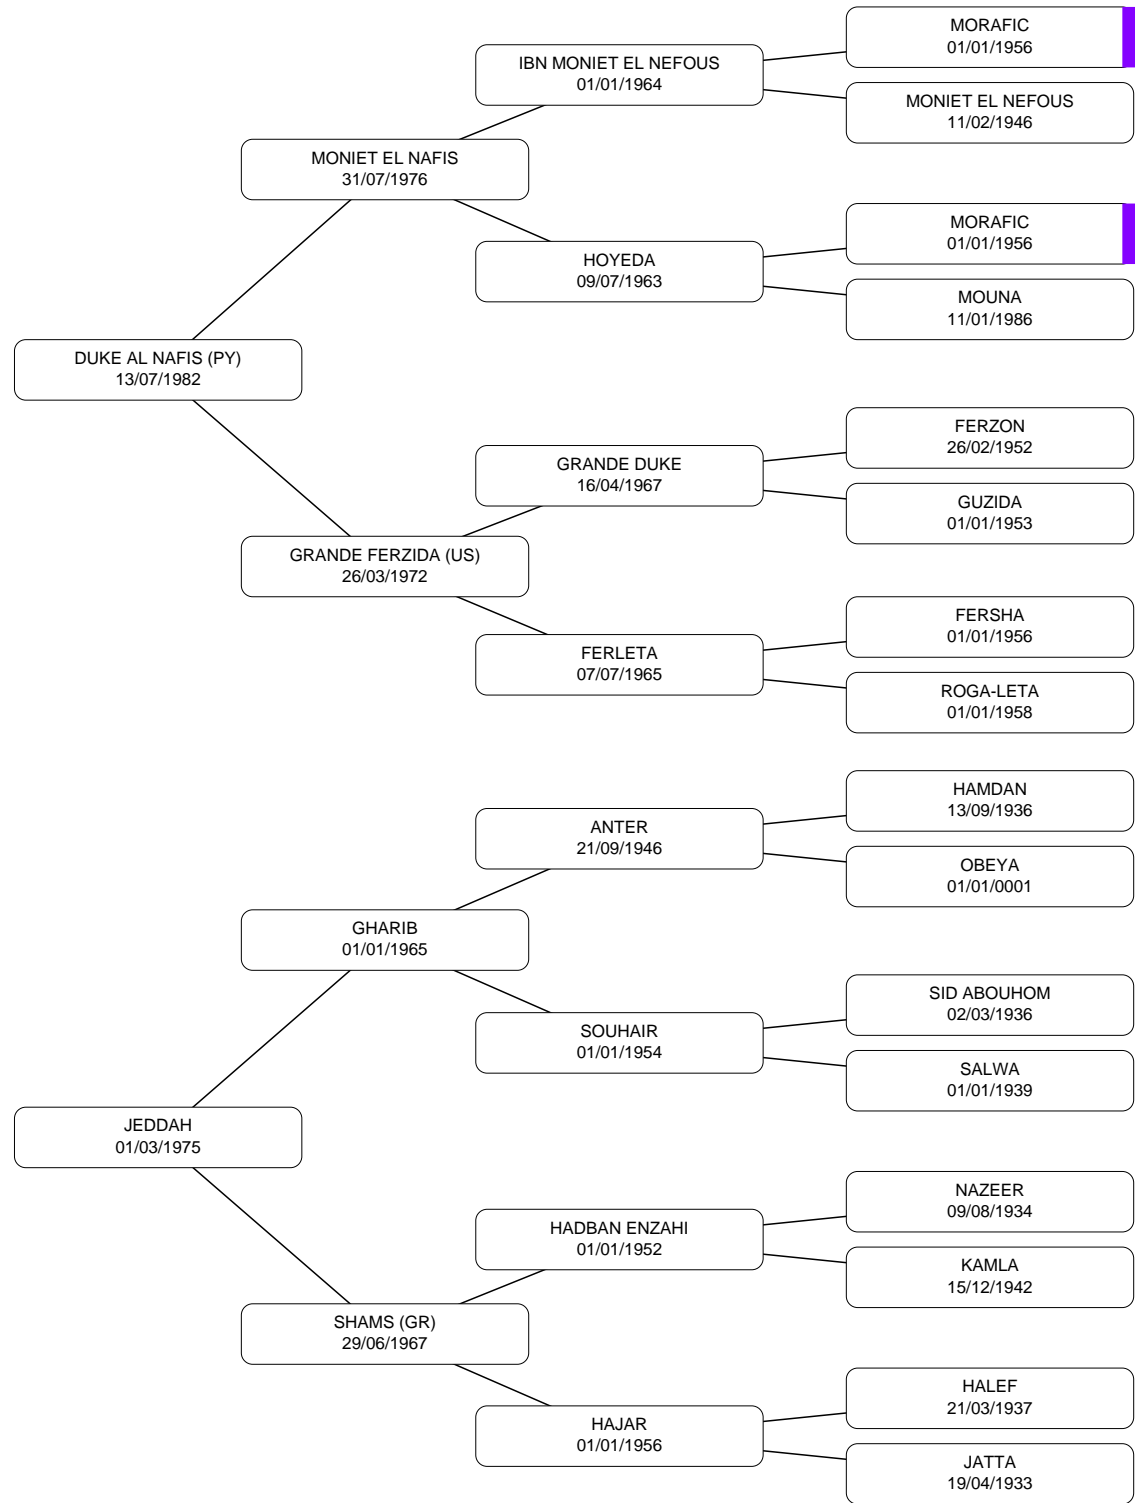 MORAFIC
01/01/1956
IBN MONIET EL NEFOUS
01/01/1964
MONIET EL NEFOUS
11/02/1946
MONIET EL NAFIS
31/07/1976
MORAFIC
01/01/1956
HOYEDA
09/07/1963
MOUNA
11/01/1986
DUKE AL NAFIS (PY)
13/07/1982
FERZON
26/02/1952
GRANDE DUKE
16/04/1967
GUZIDA
01/01/1953
GRANDE FERZIDA (US)
26/03/1972
FERSHA
01/01/1956
FERLETA
07/07/1965
ROGA-LETA
01/01/1958
HAMDAN
13/09/1936
ANTER
21/09/1946
OBEYA
01/01/0001
GHARIB
01/01/1965
SID ABOUHOM
02/03/1936
SOUHAIR
01/01/1954
SALWA
01/01/1939
JEDDAH
01/03/1975
NAZEER
09/08/1934
HADBAN ENZAHI
01/01/1952
KAMLA
15/12/1942
SHAMS (GR)
29/06/1967
HALEF
21/03/1937
HAJAR
01/01/1956
JATTA
19/04/1933